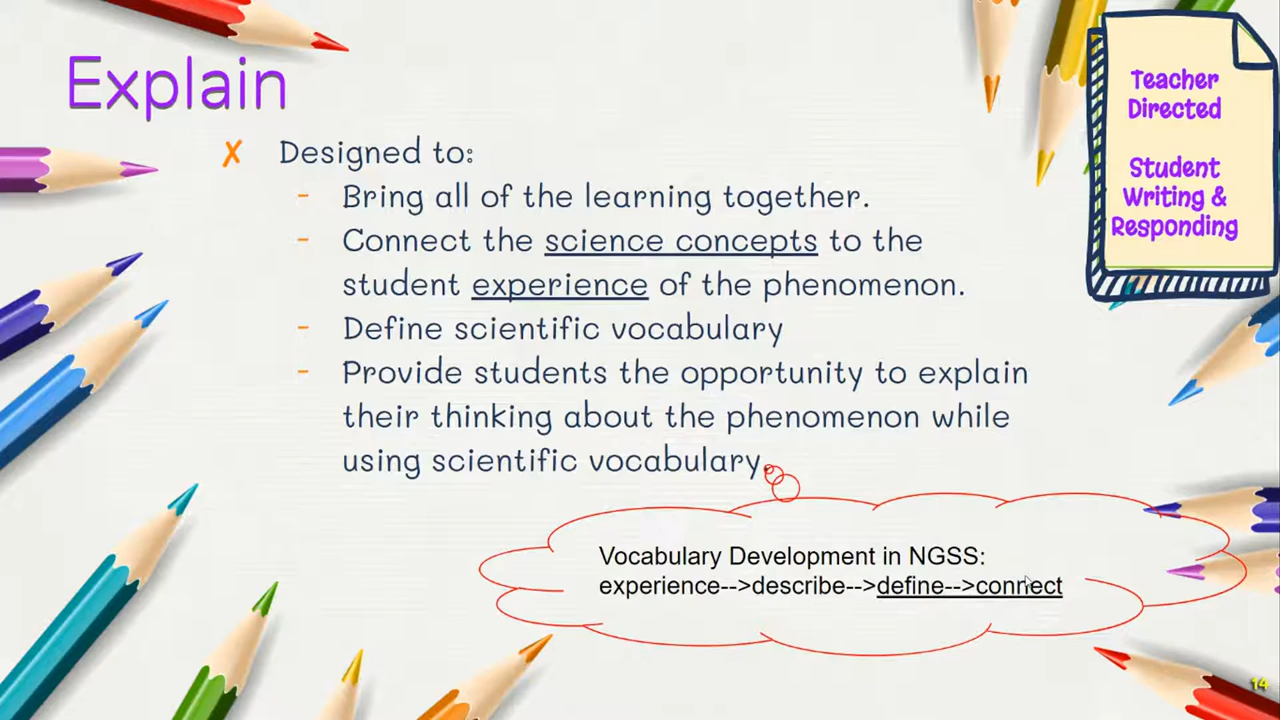 Explain
Teacher
Directed
Student
Writing &
Responding
✗ Designed to:
- Bring all of the learning together.
- Connect the science concepts to the
student experience of the phenomenon.
- Define scientific vocabulary
- Provide students the opportunity to explain
their thinking about the phenomenon while
using scientific vocabulary.
Vocabulary Development in NGSS:
experience-->describe-->define-->connect
14